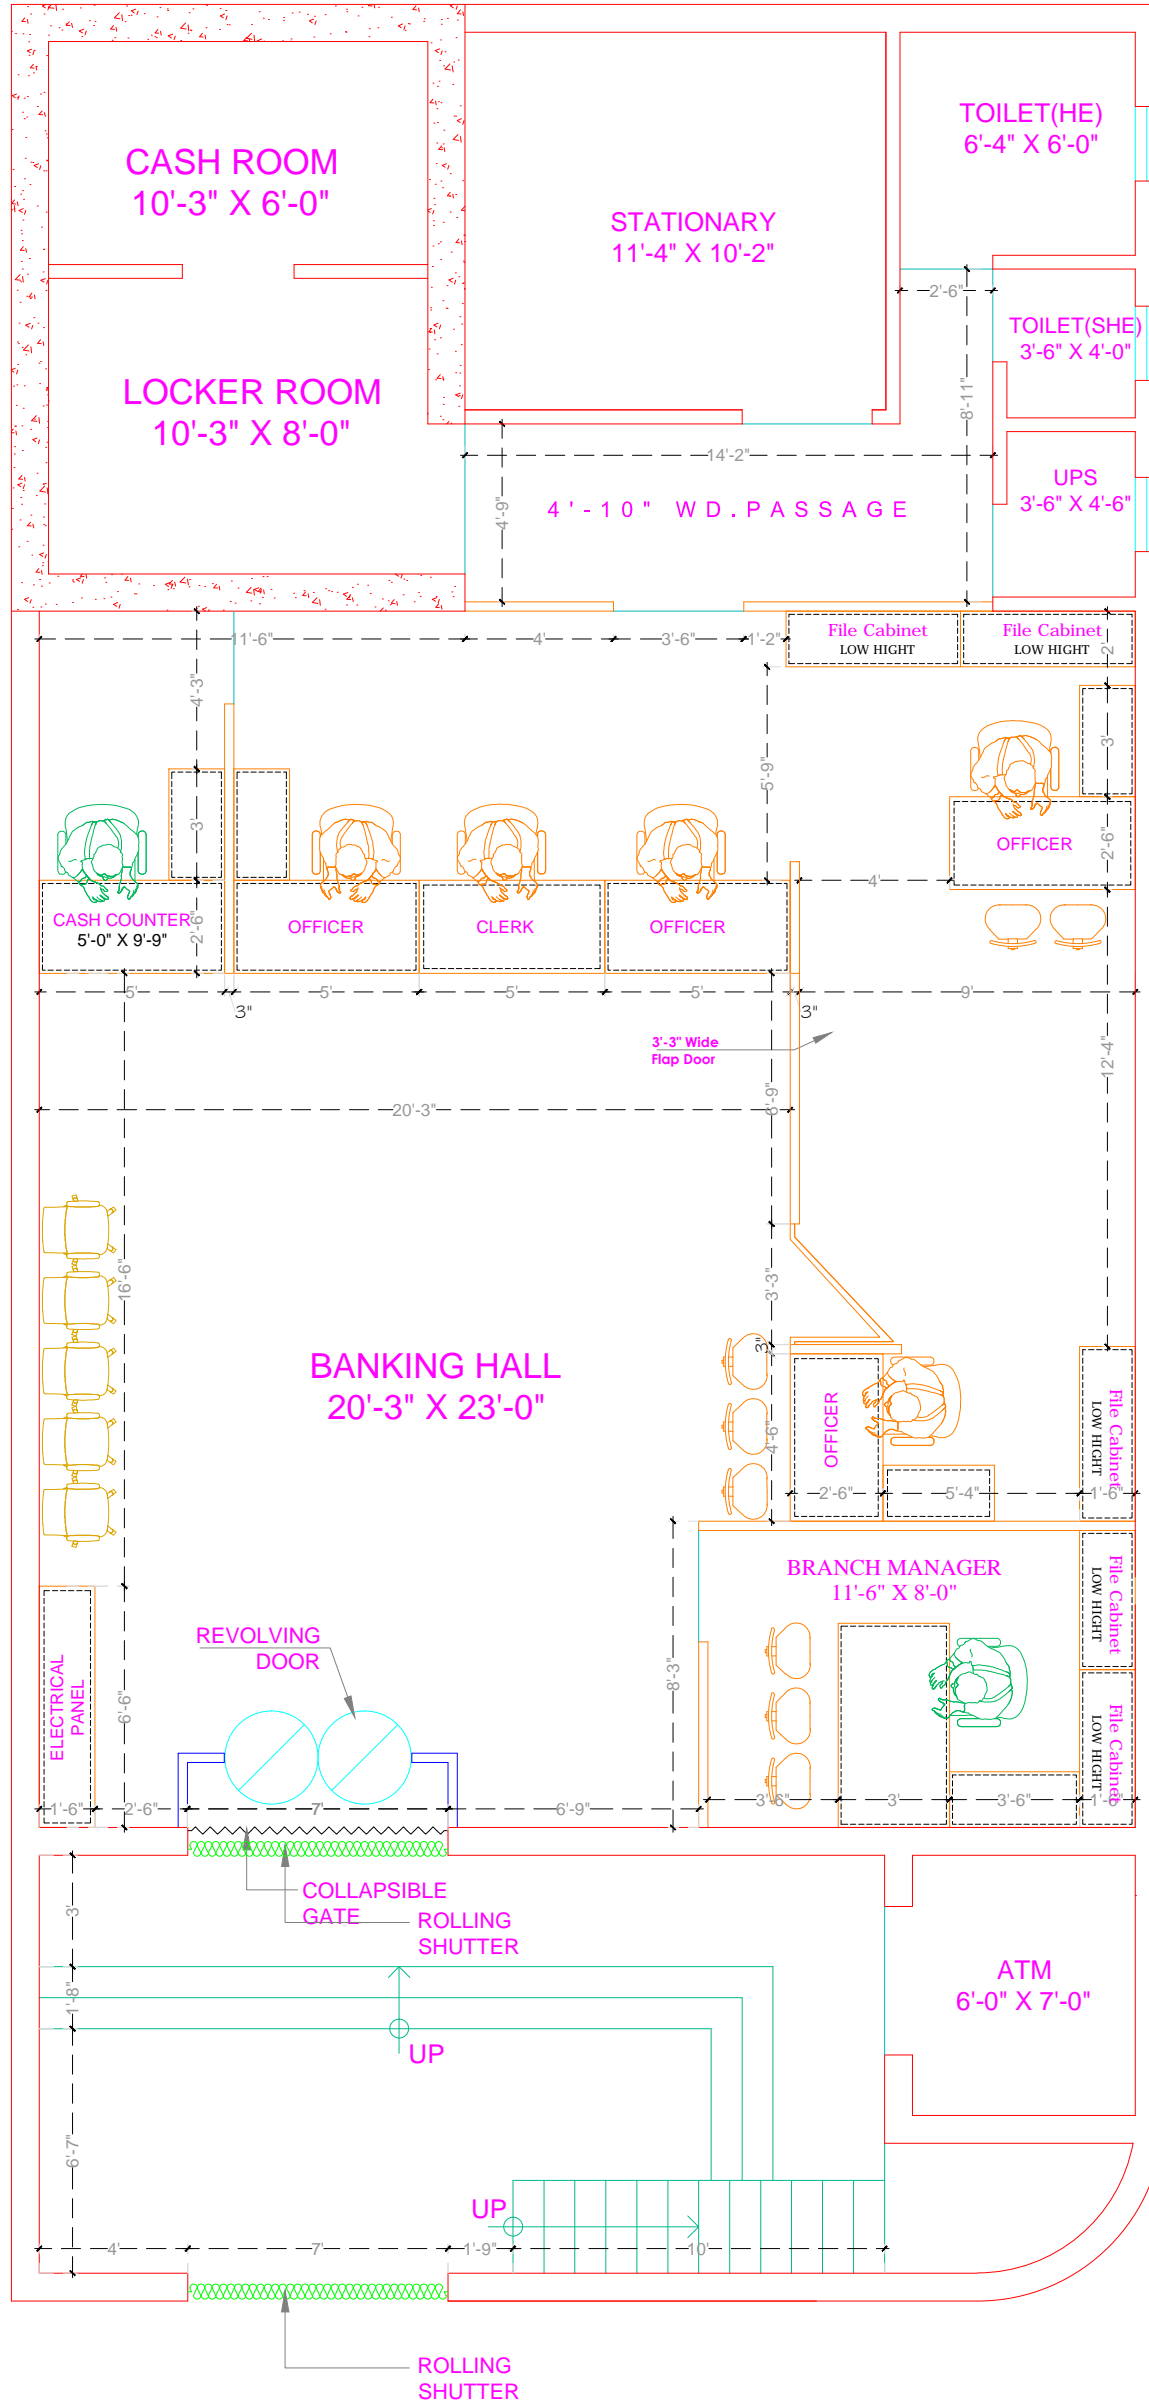 CASH ROOM
10'-3" X 6'-0"
TOILET(HE)
6'-4" X 6'-0"
STATIONARY
11'-4" X 10'-2"
2'-6"
TOILET(SHE)
3'-6" X 4'-0"
LOCKER ROOM
10'-3" X 8'-0"
8'-11"
14'-2"
UPS
3'-6" X 4'-6"
4'-9"
4'-10" WD.PASSAGE
11'-6"
4'
3'-6"
1'-2"
File Cabinet
LOW HIGHT
File Cabinet
LOW HIGHT
2'
4'-3"
5'-9"
3'
3'
OFFICER
2'-6"
4'
CASH COUNTER
5'-0" X 9'-9"
2'-6"
OFFICER
CLERK
OFFICER
5'
3"
5'
5'
5'
3"
9'
3'-3" Wide
Flap Door
12'-4"
6'-9"
20'-3"
16'-6"
3'-3"
3"
BANKING HALL
20'-3" X 23'-0"
OFFICER
4'-6"
File Cabinet
LOW HIGHT
2'-6"
5'-4"
1'-6"
BRANCH MANAGER
11'-6" X 8'-0"
File Cabinet
LOW HIGHT
REVOLVING
DOOR
8'-3"
ELECTRICAL
PANEL
6'-6"
File Cabinet
LOW HIGHT
1'-6"
2'-6"
7'
6'-9"
3'-6"
3'
3'-6"
1'-6"
COLLAPSIBLE
GATE
ROLLING
SHUTTER
3'
ATM
6'-0" X 7'-0"
1'-8"
UP
6'-7"
UP
4'
7'
1'-9"
10'
ROLLING
SHUTTER